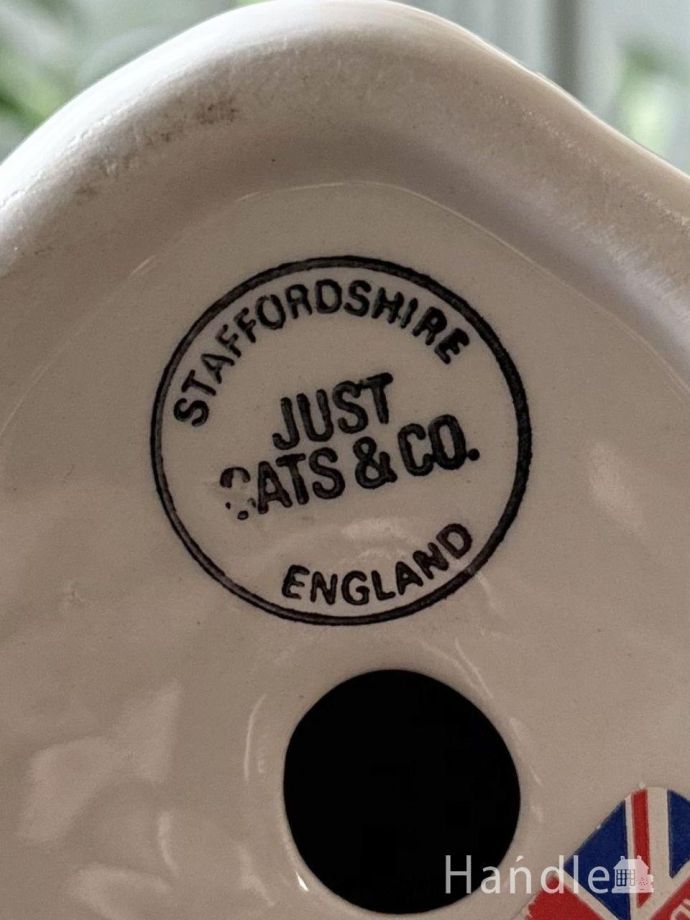 STAFFORDSHIRE
JUST
CATS & CO.
ENGLAND
Handle